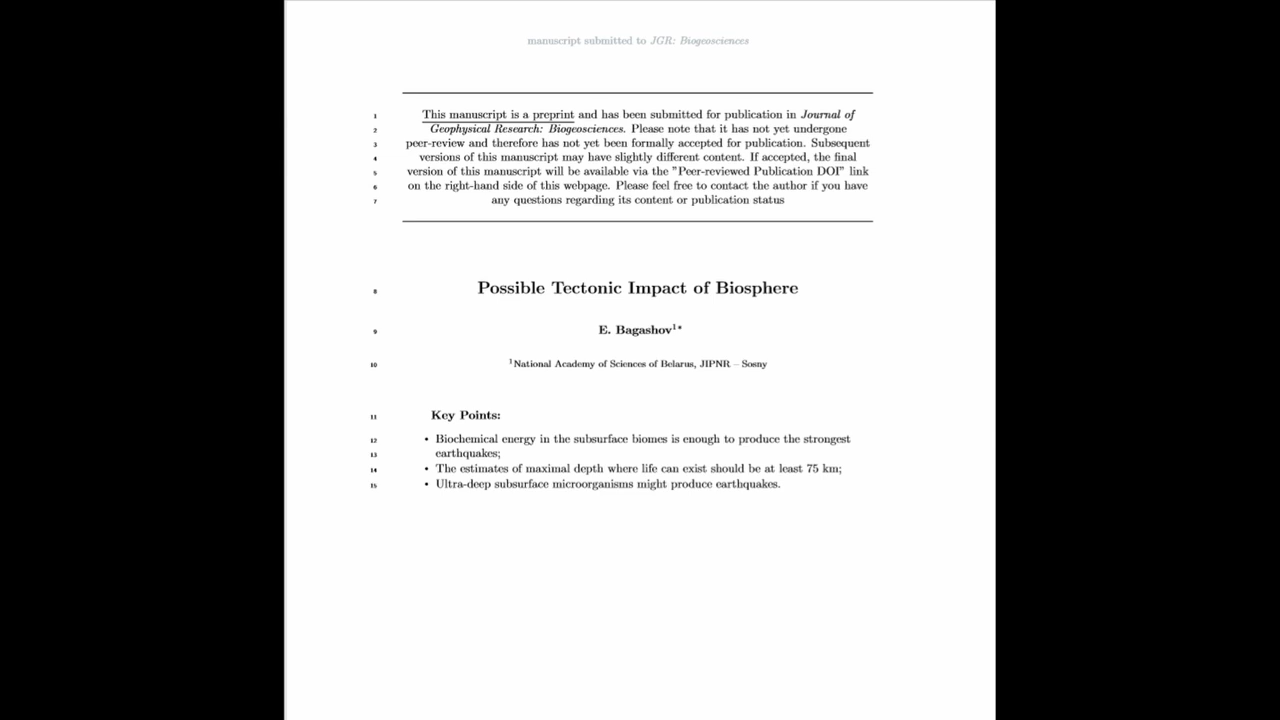 manuscript submitted to JGR: Biogeosciences
1 This manuscript is a preprint and has been submitted for publication in Journal of
2 Geophysical Research: Biogeosciences. Please note that it has not yet undergone
3 peer-review and therefore has not yet been formally accepted for publication. Subsequent
4 versions of this manuscript may have slightly different content. If accepted, the final
5 version of this manuscript will be available via the "Peer-reviewed Publication DOI" link
6 on the right-hand side of this webpage. Please feel free to contact the author if you have
7 any questions regarding its content or publication status
8 Possible Tectonic Impact of Biosphere
9 E. Bagashov1*
10 1National Academy of Sciences of Belarus, JIPNR – Sosny
11 Key Points:
12 • Biochemical energy in the subsurface biomes is enough to produce the strongest
13 earthquakes;
14 • The estimates of maximal depth where life can exist should be at least 75 km;
15 • Ultra-deep subsurface microorganisms might produce earthquakes.